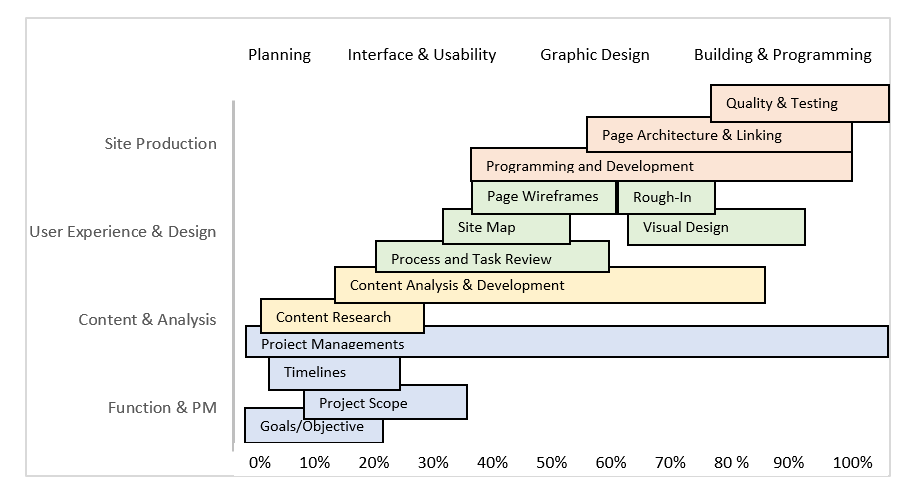 Planning Interface & Usability Graphic Design Building & Programming
Quality & Testing
Page Architecture & Linking
Site Production
Programming and Development
Page Wireframes Rough-In
Site Map Visual Design
User Experience & Design
Process and Task Review
Content Analysis & Development
Content Research
Content & Analysis
Project Managements
Timelines
Project Scope
Function & PM
Goals/Objective
0% 10% 20% 30% 40% 50% 60% 70% 80 % 90% 100%